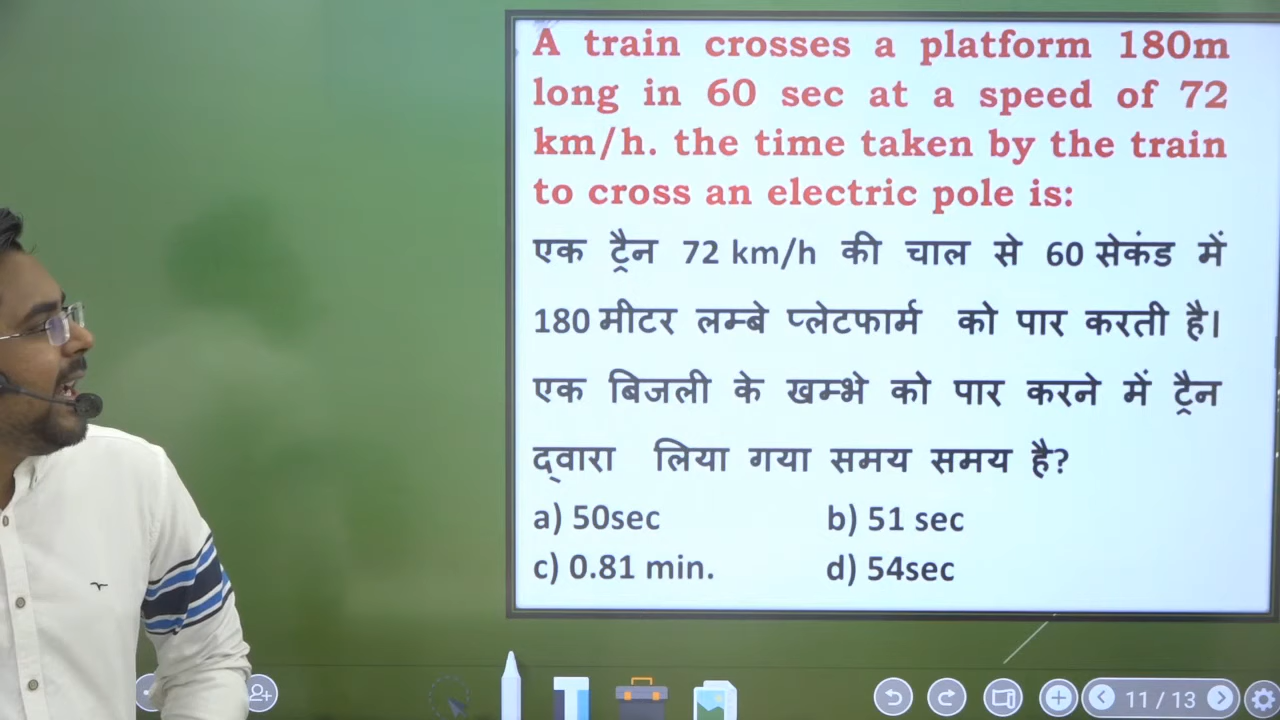 A train crosses a platform 180m
long in 60 sec at a speed of 72
km/h. the time taken by the train
to cross an electric pole is:
एक ट्रैन 72 km/h की चाल से 60 सेकंड में
180 मीटर लम्बे प्लेटफार्म को पार करती है।
एक बिजली के खम्भे को पार करने में ट्रैन
द्वारा लिया गया समय समय है?
a) 50sec b) 51 sec
c) 0.81 min. d) 54sec
11 / 13